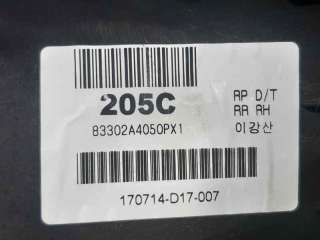 205C
83302A4050PX1
RP D/T
RR RH
이강산
170714-D17-007